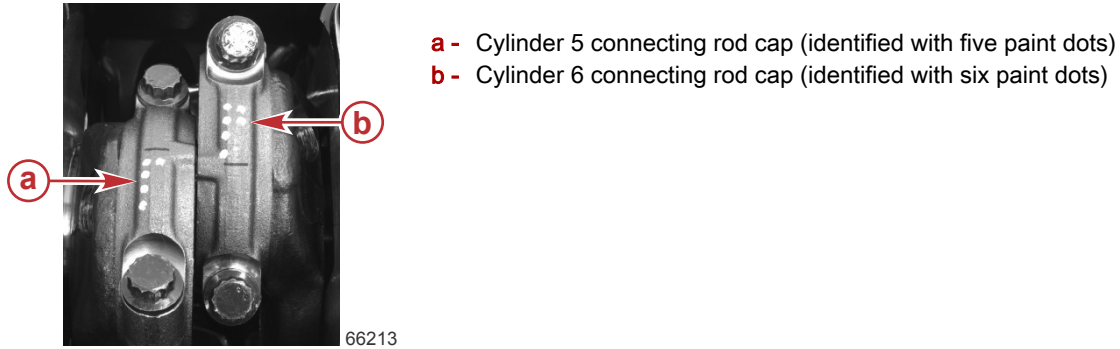 a - Cylinder 5 connecting rod cap (identified with five paint dots)
b - Cylinder 6 connecting rod cap (identified with six paint dots)
b
a
66213